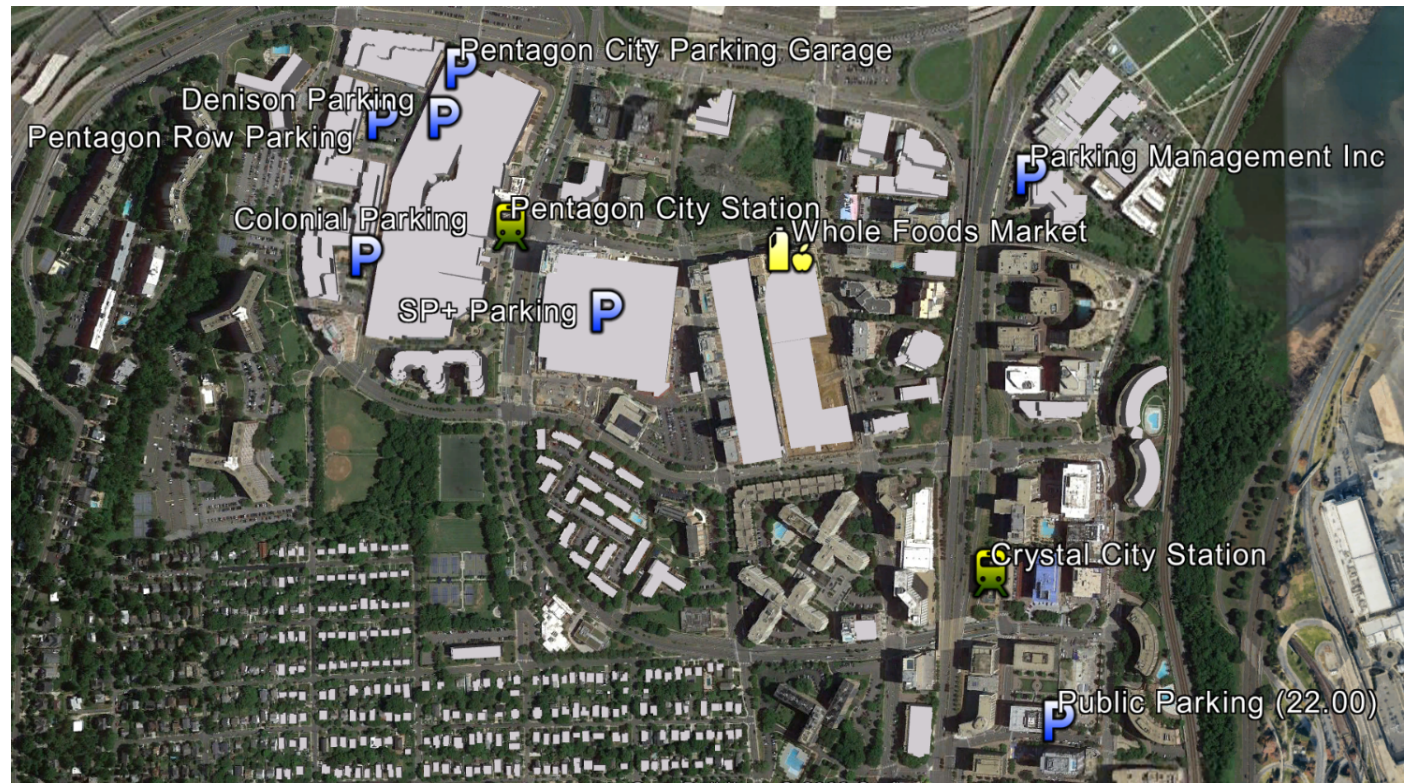 Pentagon City Parking Garage
Denison Parking
Pentagon Row Parking
Parking Management Inc
Colonial Parking
Pentagon City Station
Whole Foods Market
SP+ Parking
Crystal City Station
Public Parking (22.00)